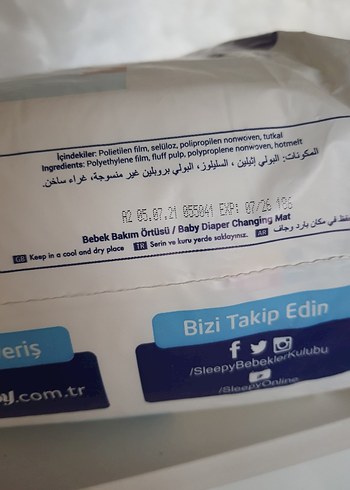 İçindekiler: Polietilen film, selüloz, polipropilen nonwoven, tutkal
Ingredients: Polyethylene film, fluff pulp, polypropylene nonwoven, hotmelt
المكونات: البولي إثيلين ، السليلوز، البولي بروبلين غير منسوجة، غراء ساخن.
A2 05.07.21 055041 EXP: 07/26 186
Bebek Bakım Örtüsü / Baby Diaper Changing Mat
GB Keep in a cool and dry place TR Serin ve kuru yerde saklayınız. AR في مكان بارد وجاف
Bizi Takip Edin
/SleepyBebeklerKulubu
/SleepyOnline
eriş
.com.tr